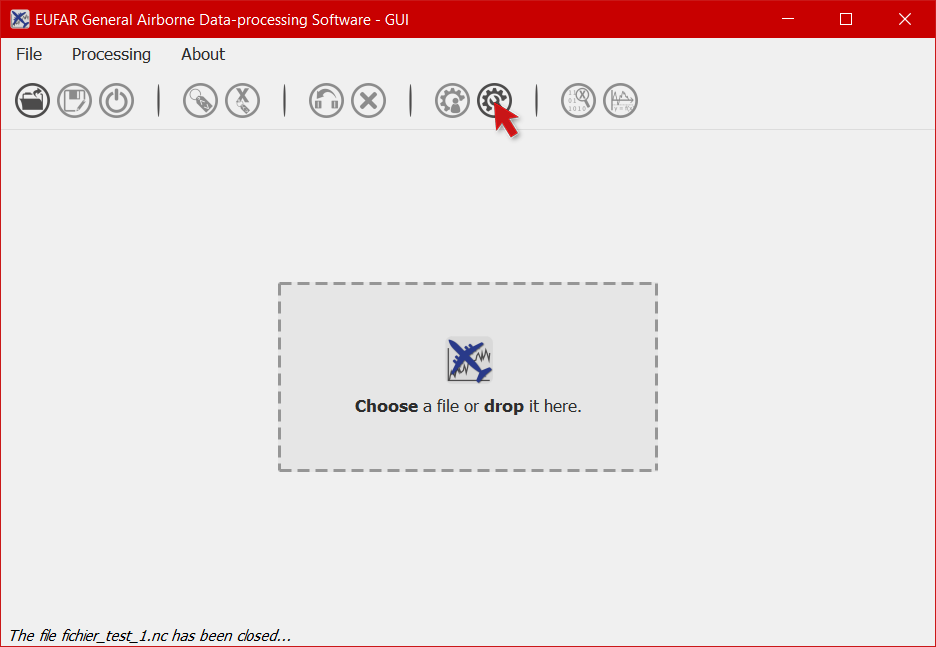 EUFAR General Airborne Data-processing Software - GUI
File Processing About
Choose a file or drop it here.
The file fichier_test_1.nc has been closed...